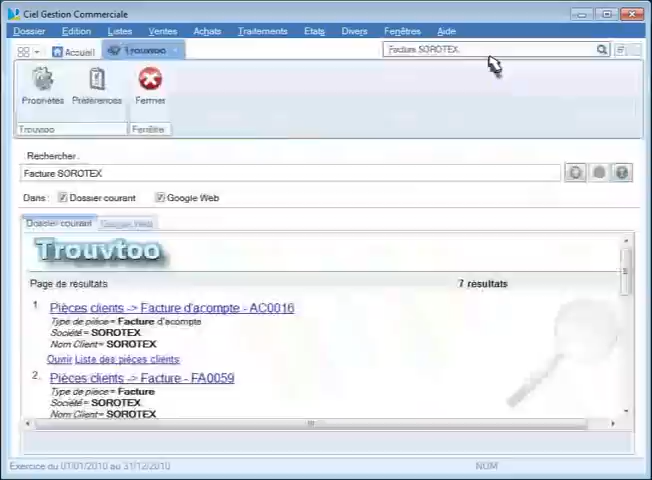 Ciel Gestion Commerciale
Dossier Edition Listes Ventes Achats Traitements Etats Divers Fenêtres Aide
Accueil Trouvtoo Facture SOROTEX
Propriétés Préférences Fermer
Trouvtoo Fenêtre
Rechercher
Facture SOROTEX
Dans : Dossier courant Google Web
Dossier courant Google Web
Trouvtoo
Page de resultats 7 resultats
1. Pièces clients -> Facture d'acompte - AC0016
Type de pièce= Facture d'acompte
Société= SOROTEX
Nom Client= SOROTEX
Ouvrir Liste des pièces clients
2. Pièces clients -> Facture - FA0059
Type de pièce= Facture
Société= SOROTEX
Nom Client= SOROTEX
Exercice du 01/01/2010 au 31/12/2010 NUM